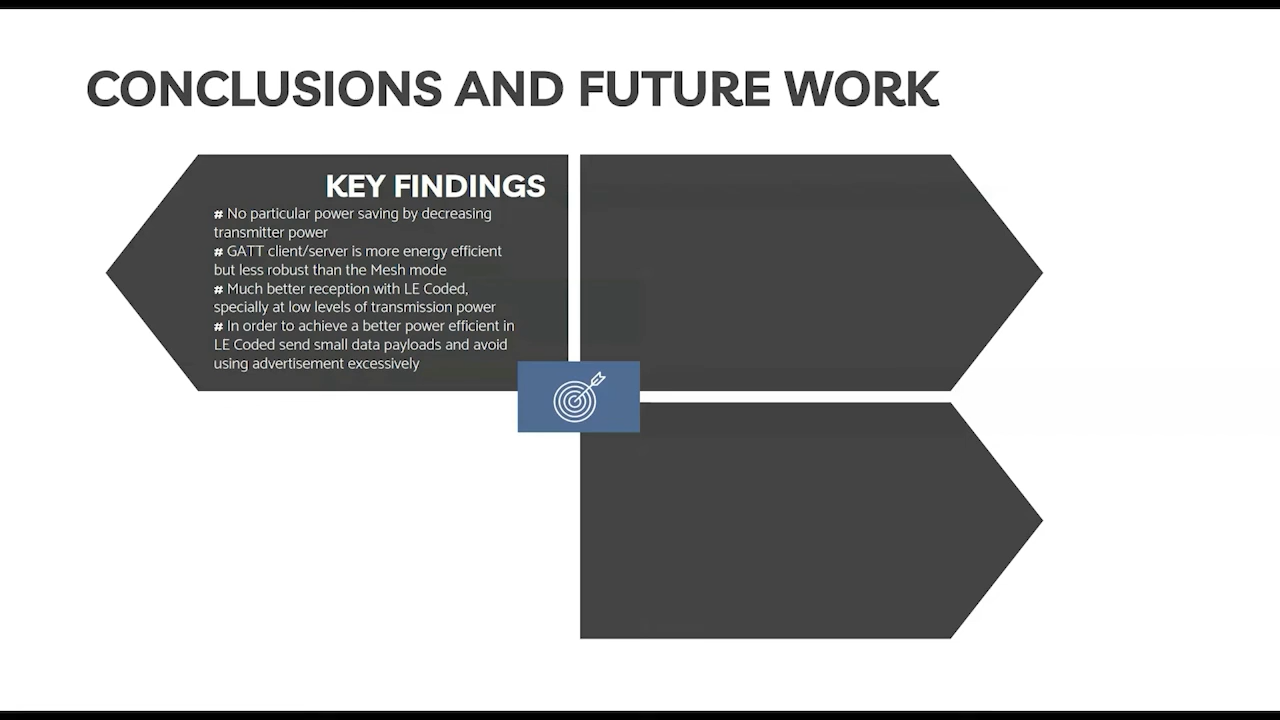 CONCLUSIONS AND FUTURE WORK
KEY FINDINGS
# No particular power saving by decreasing
transmitter power
# GATT client/server is more energy efficient
but less robust than the Mesh mode
# Much better reception with LE Coded,
specially at low levels of transmission power
# In order to achieve a better power efficient in
LE Coded send small data payloads and avoid
using advertisement excessively